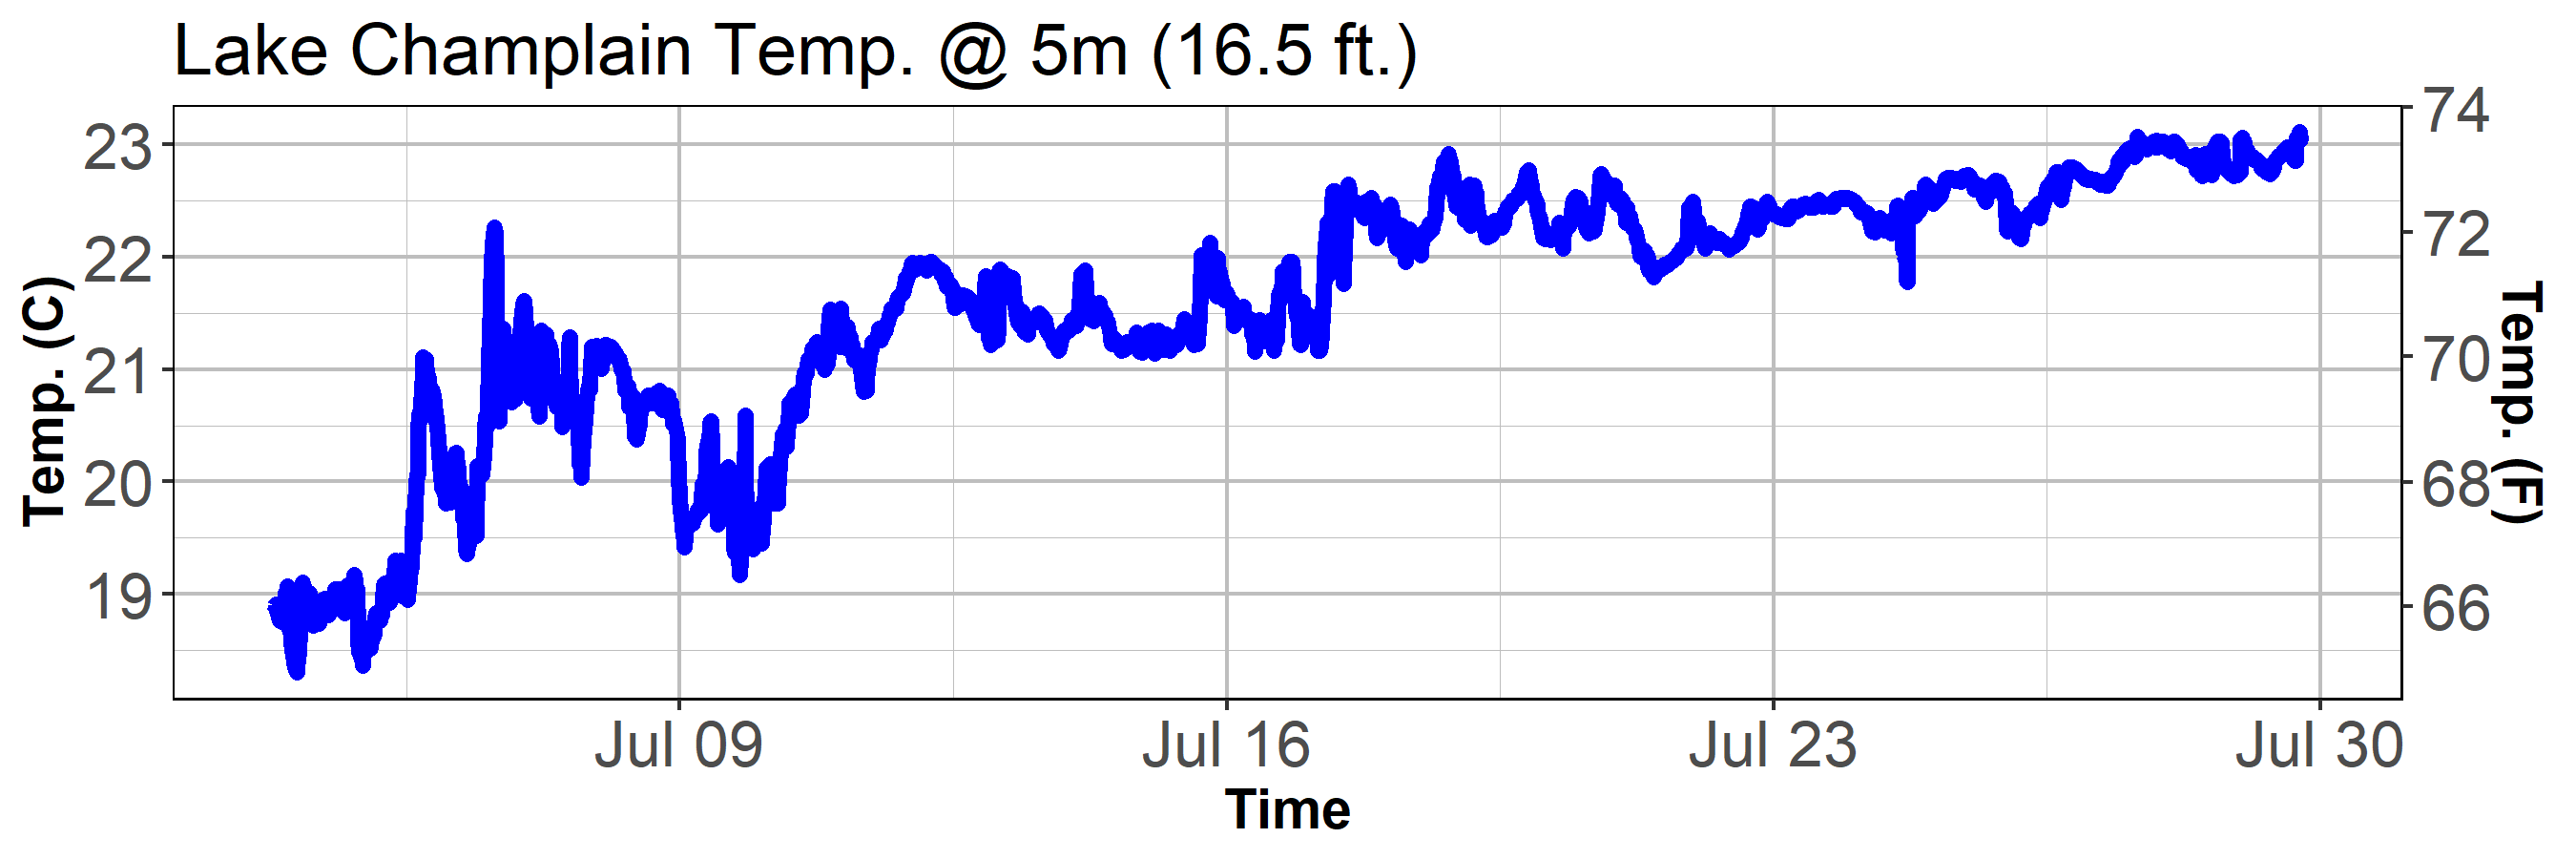 Lake Champlain Temp. @ 5m (16.5 ft.)
Temp. (C)
23
22
21
20
19
74
72
70
68
66
Temp. (F)
Jul 09
Jul 16
Jul 23
Jul 30
Time